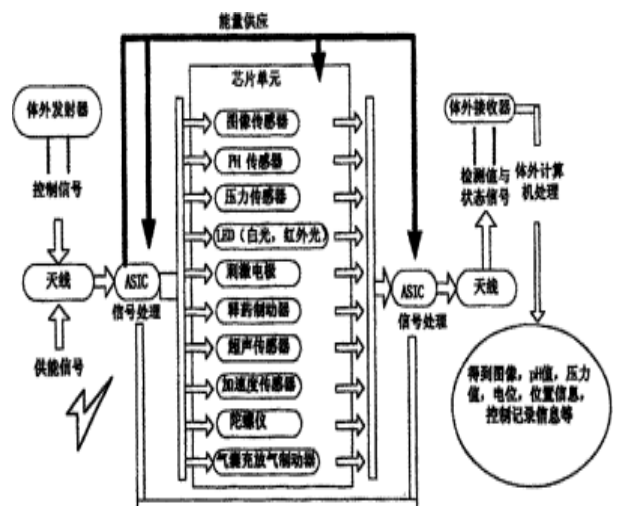 能量供应
体外发射器
控制信号
天线
供能信号
ASIC
信号处理
芯片单元
图像传感器
PH 传感器
压力传感器
LED（白光，红外光）
刺激电极
释药制动器
超声传感器
加速度传感器
陀螺仪
气囊充放气制动器
ASIC
信号处理
天线
检测值与
状态信号
体外接收器
体外计算
机处理
得到图像，pH值，压力
值，电位，位置信息，
控制记录信息等